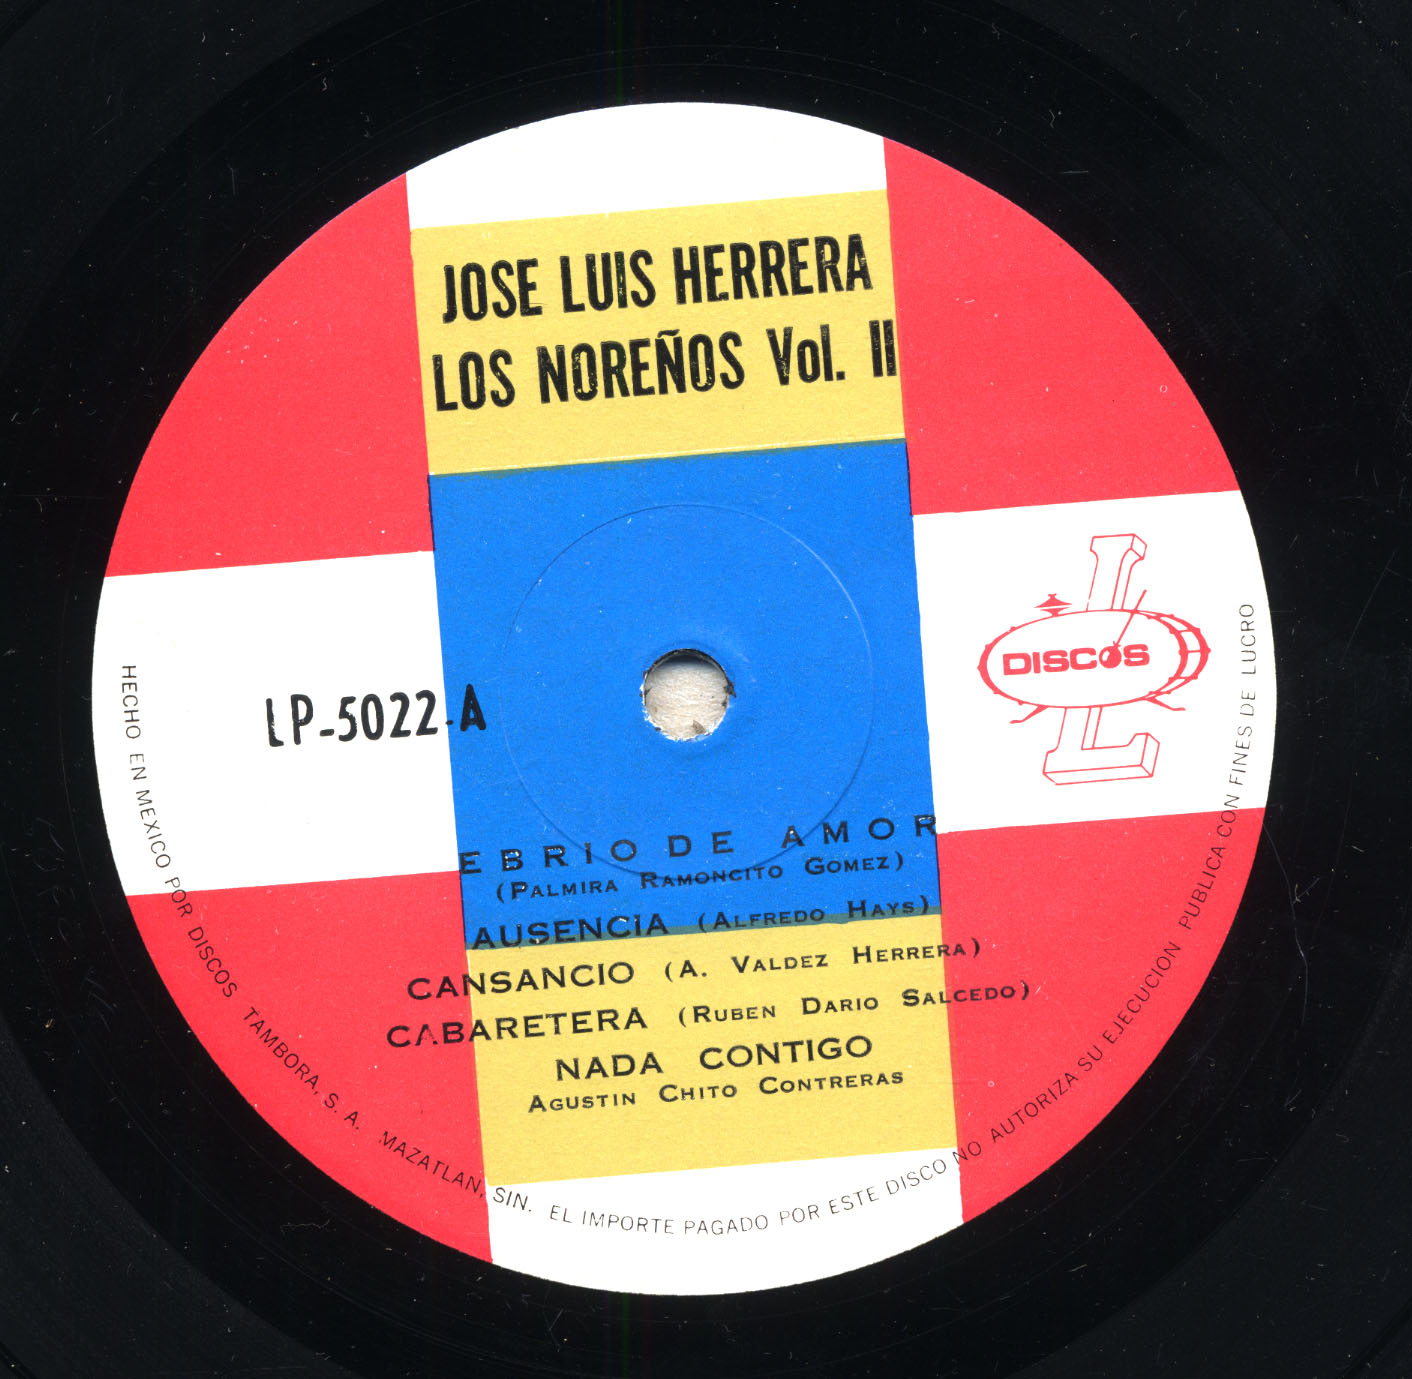 JOSE LUIS HERRERA
LOS NOREÑOS Vol. II
LP-5022-A
L
DISCOS
L
EBRIO DE AMOR
(PALMIRA RAMONCITO GOMEZ)
AUSENCIA (ALFREDO HAYS)
CANSANCIO (A. VALDEZ HERRERA)
CABARETERA (RUBEN DARIO SALCEDO)
NADA CONTIGO
AGUSTIN CHITO CONTRERAS
HECHO EN MEXICO POR DISCOS TAMBORA, S. A. MAZATLAN, SIN. EL IMPORTE PAGADO POR ESTE DISCO NO AUTORIZA SU EJECUCION PUBLICA CON FINES DE LUCRO